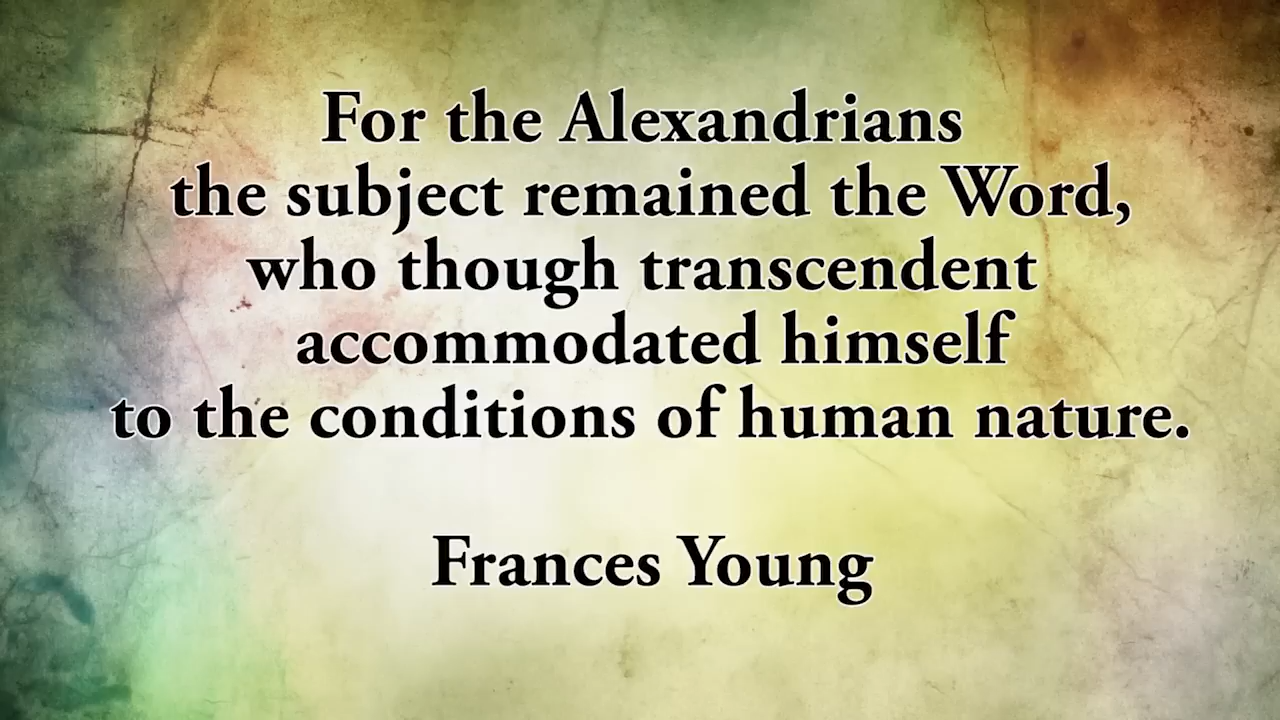 For the Alexandrians
the subject remained the Word,
who though transcendent
accommodated himself
to the conditions of human nature.
Frances Young